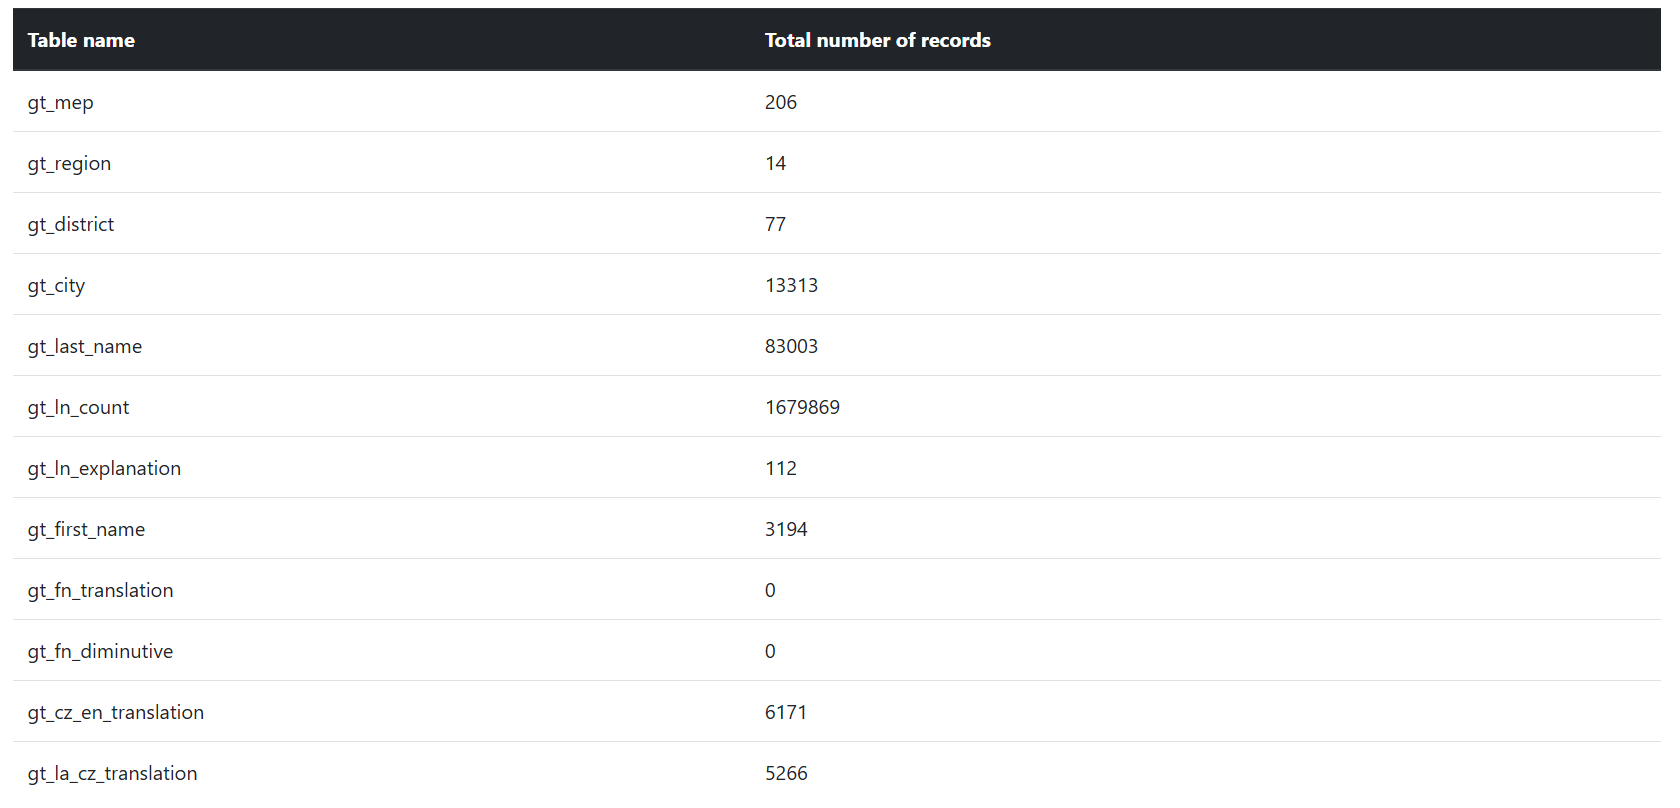 Table name Total number of records
gt_mep 206
gt_region 14
gt_district 77
gt_city 13313
gt_last_name 83003
gt_ln_count 1679869
gt_ln_explanation 112
gt_first_name 3194
gt_fn_translation 0
gt_fn_diminutive 0
gt_cz_en_translation 6171
gt_la_cz_translation 5266